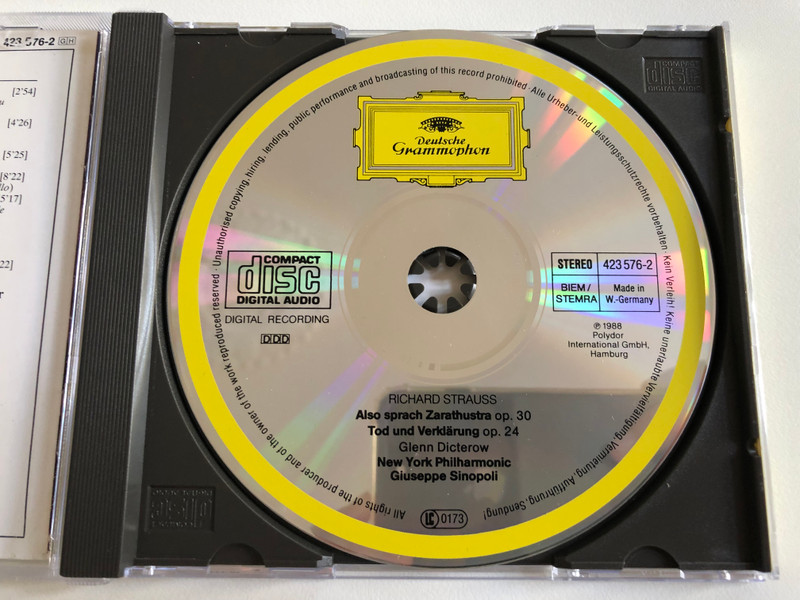 423 576-2 GH
[2'54]
[4'26]
[5'25]
[8'22]
5'17]
22]
Deutsche
Grammophon
COMPACT
disc
DIGITAL AUDIO
DIGITAL RECORDING
DDD
STEREO 423 576-2
BIEM/
STEMRA
Made in
W.-Germany
℗ 1988
Polydor
International GmbH,
Hamburg
RICHARD STRAUSS
Also sprach Zarathustra op. 30
Tod und Verklärung op. 24
Glenn Dicterow
New York Philharmonic
Giuseppe Sinopoli
LC 0173
All rights of the producer and of the owner of the work reproduced reserved · Unauthorised copying, hiring, lending, public performance and broadcasting of this record prohibited · Alle Urheber- und Leistungsschutzrechte vorbehalten · Kein Verleih! Keine unerlaubte Vervielfältigung, Vermietung, Aufführung, Sendung!
COMPACT
disc
DIGITAL AUDIO